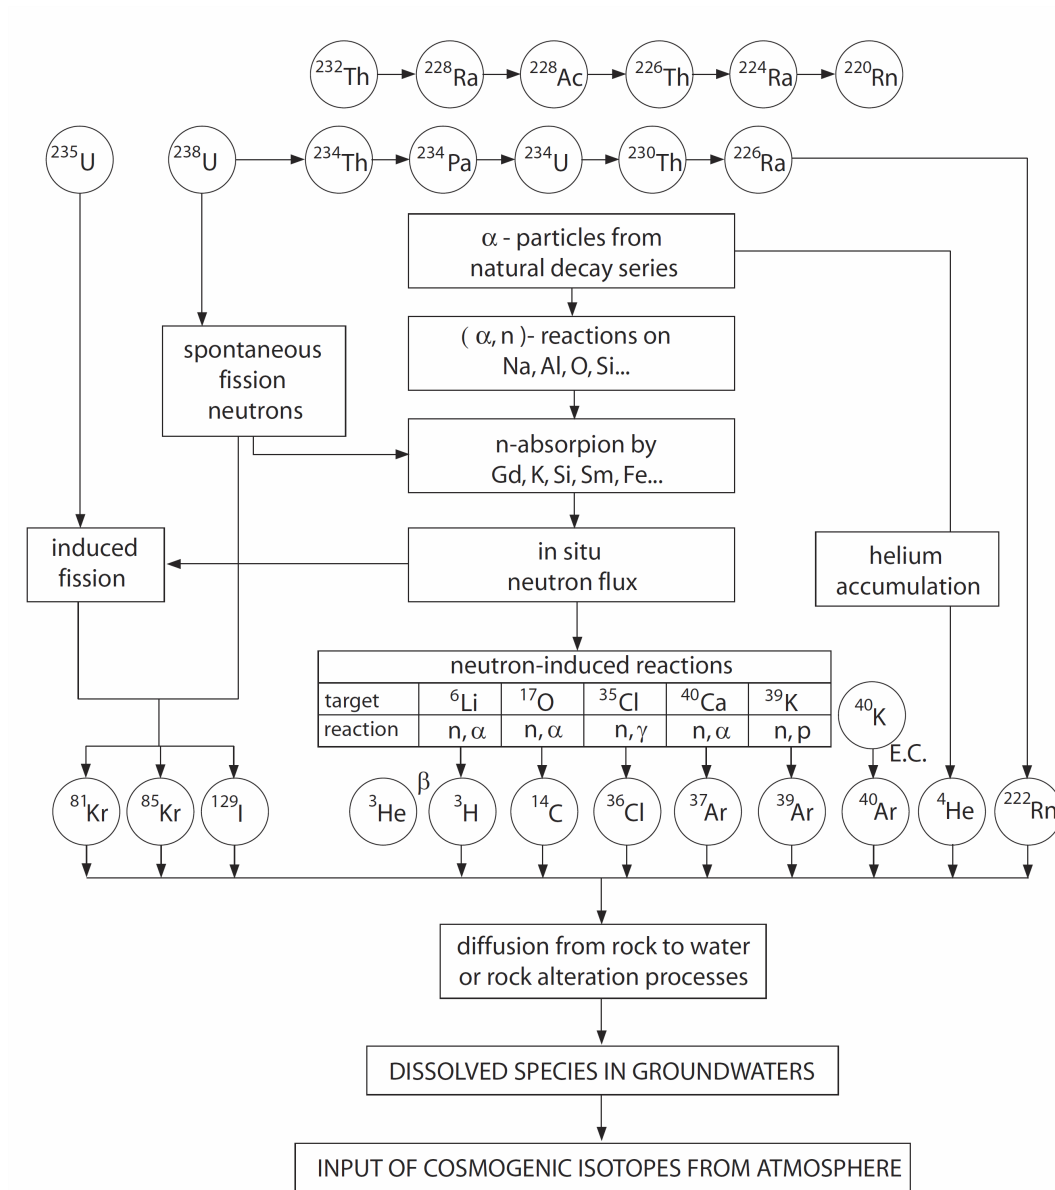 ²³²Th ²²⁸Ra ²²⁸Ac ²²⁶Th ²²⁴Ra ²²⁰Rn
²³⁵U ²³⁸U ²³⁴Th ²³⁴Pa ²³⁴U ²³⁰Th ²²⁶Ra
α - particles from
natural decay series
( α, n )- reactions on
Na, Al, O, Si...
spontaneous
fission
neutrons
n-absorpion by
Gd, K, Si, Sm, Fe...
induced
fission
in situ
neutron flux
helium
accumulation
neutron-induced reactions
target ⁶Li ¹⁷O ³⁵Cl ⁴⁰Ca ³⁹K
reaction n, α n, α n, γ n, α n, p
⁴⁰K
E.C.
β
⁸¹Kr ⁸⁵Kr ¹²⁹I ³He ³H ¹⁴C ³⁶Cl ³⁷Ar ³⁹Ar ⁴⁰Ar ⁴He ²²²Rn
diffusion from rock to water
or rock alteration processes
DISSOLVED SPECIES IN GROUNDWATERS
INPUT OF COSMOGENIC ISOTOPES FROM ATMOSPHERE